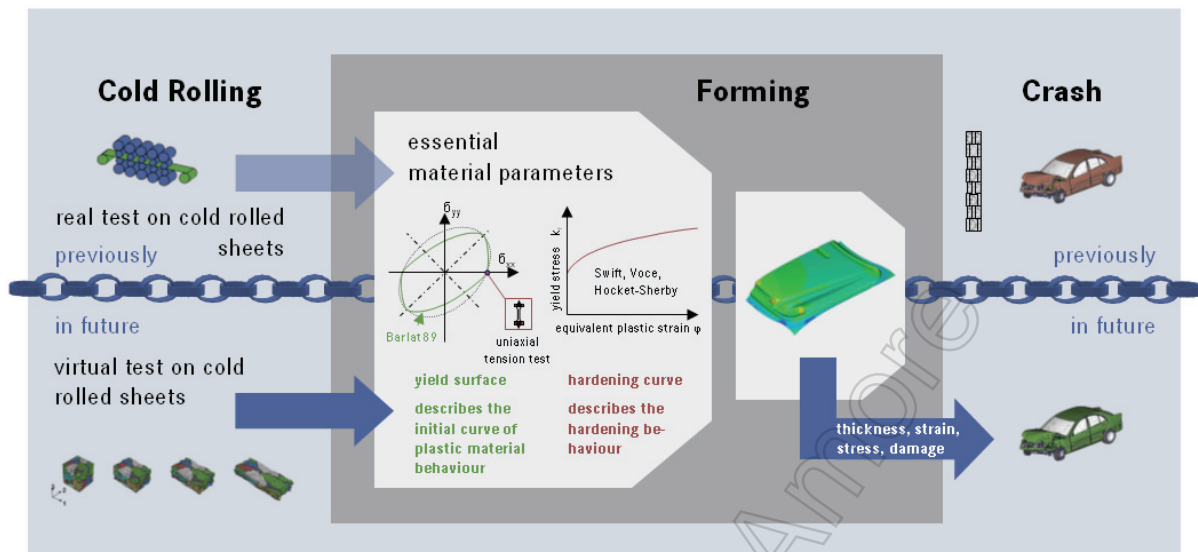 Cold Rolling
Forming
Crash
essential
material parameters
real test on cold rolled
sheets
previously
in future
virtual test on cold
rolled sheets
σyy
σxx
Barlat89
uniaxial
tension test
yield stress kf
Swift, Voce,
Hocket-Sherby
equivalent plastic strain φ
yield surface
describes the
initial curve of
plastic material
behaviour
hardening curve
describes the
hardening be-
haviour
thickness, strain,
stress, damage
previously
in future
Amore